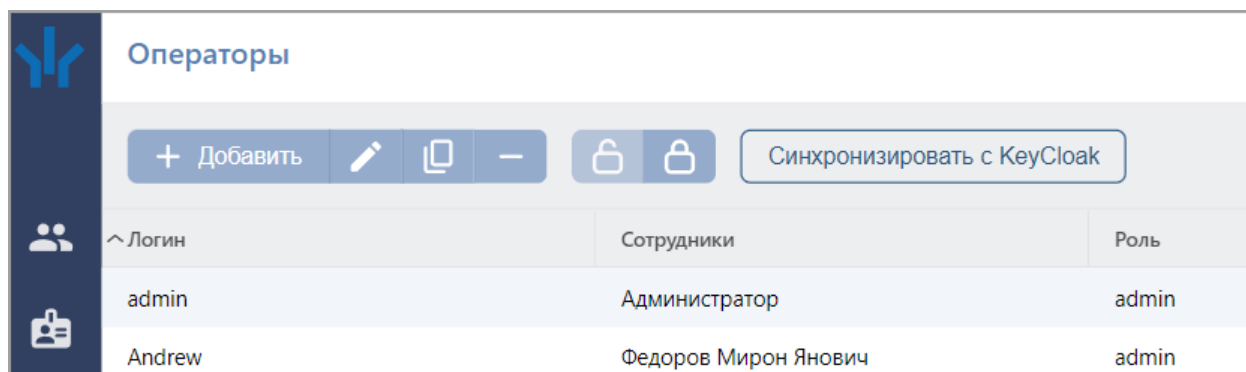 Операторы
+ Добавить
Синхронизировать с KeyCloak
Логин Сотрудники Роль
admin Администратор admin
Andrew Федоров Мирон Янович admin